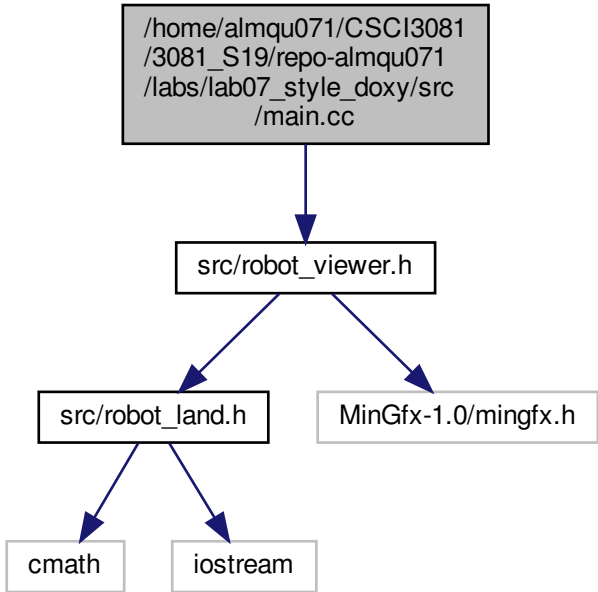 /home/almqu071/CSCI3081
/3081_S19/repo-almqu071
/labs/lab07_style_doxy/src
/main.cc
src/robot_viewer.h
src/robot_land.h
MinGfx-1.0/mingfx.h
cmath
iostream